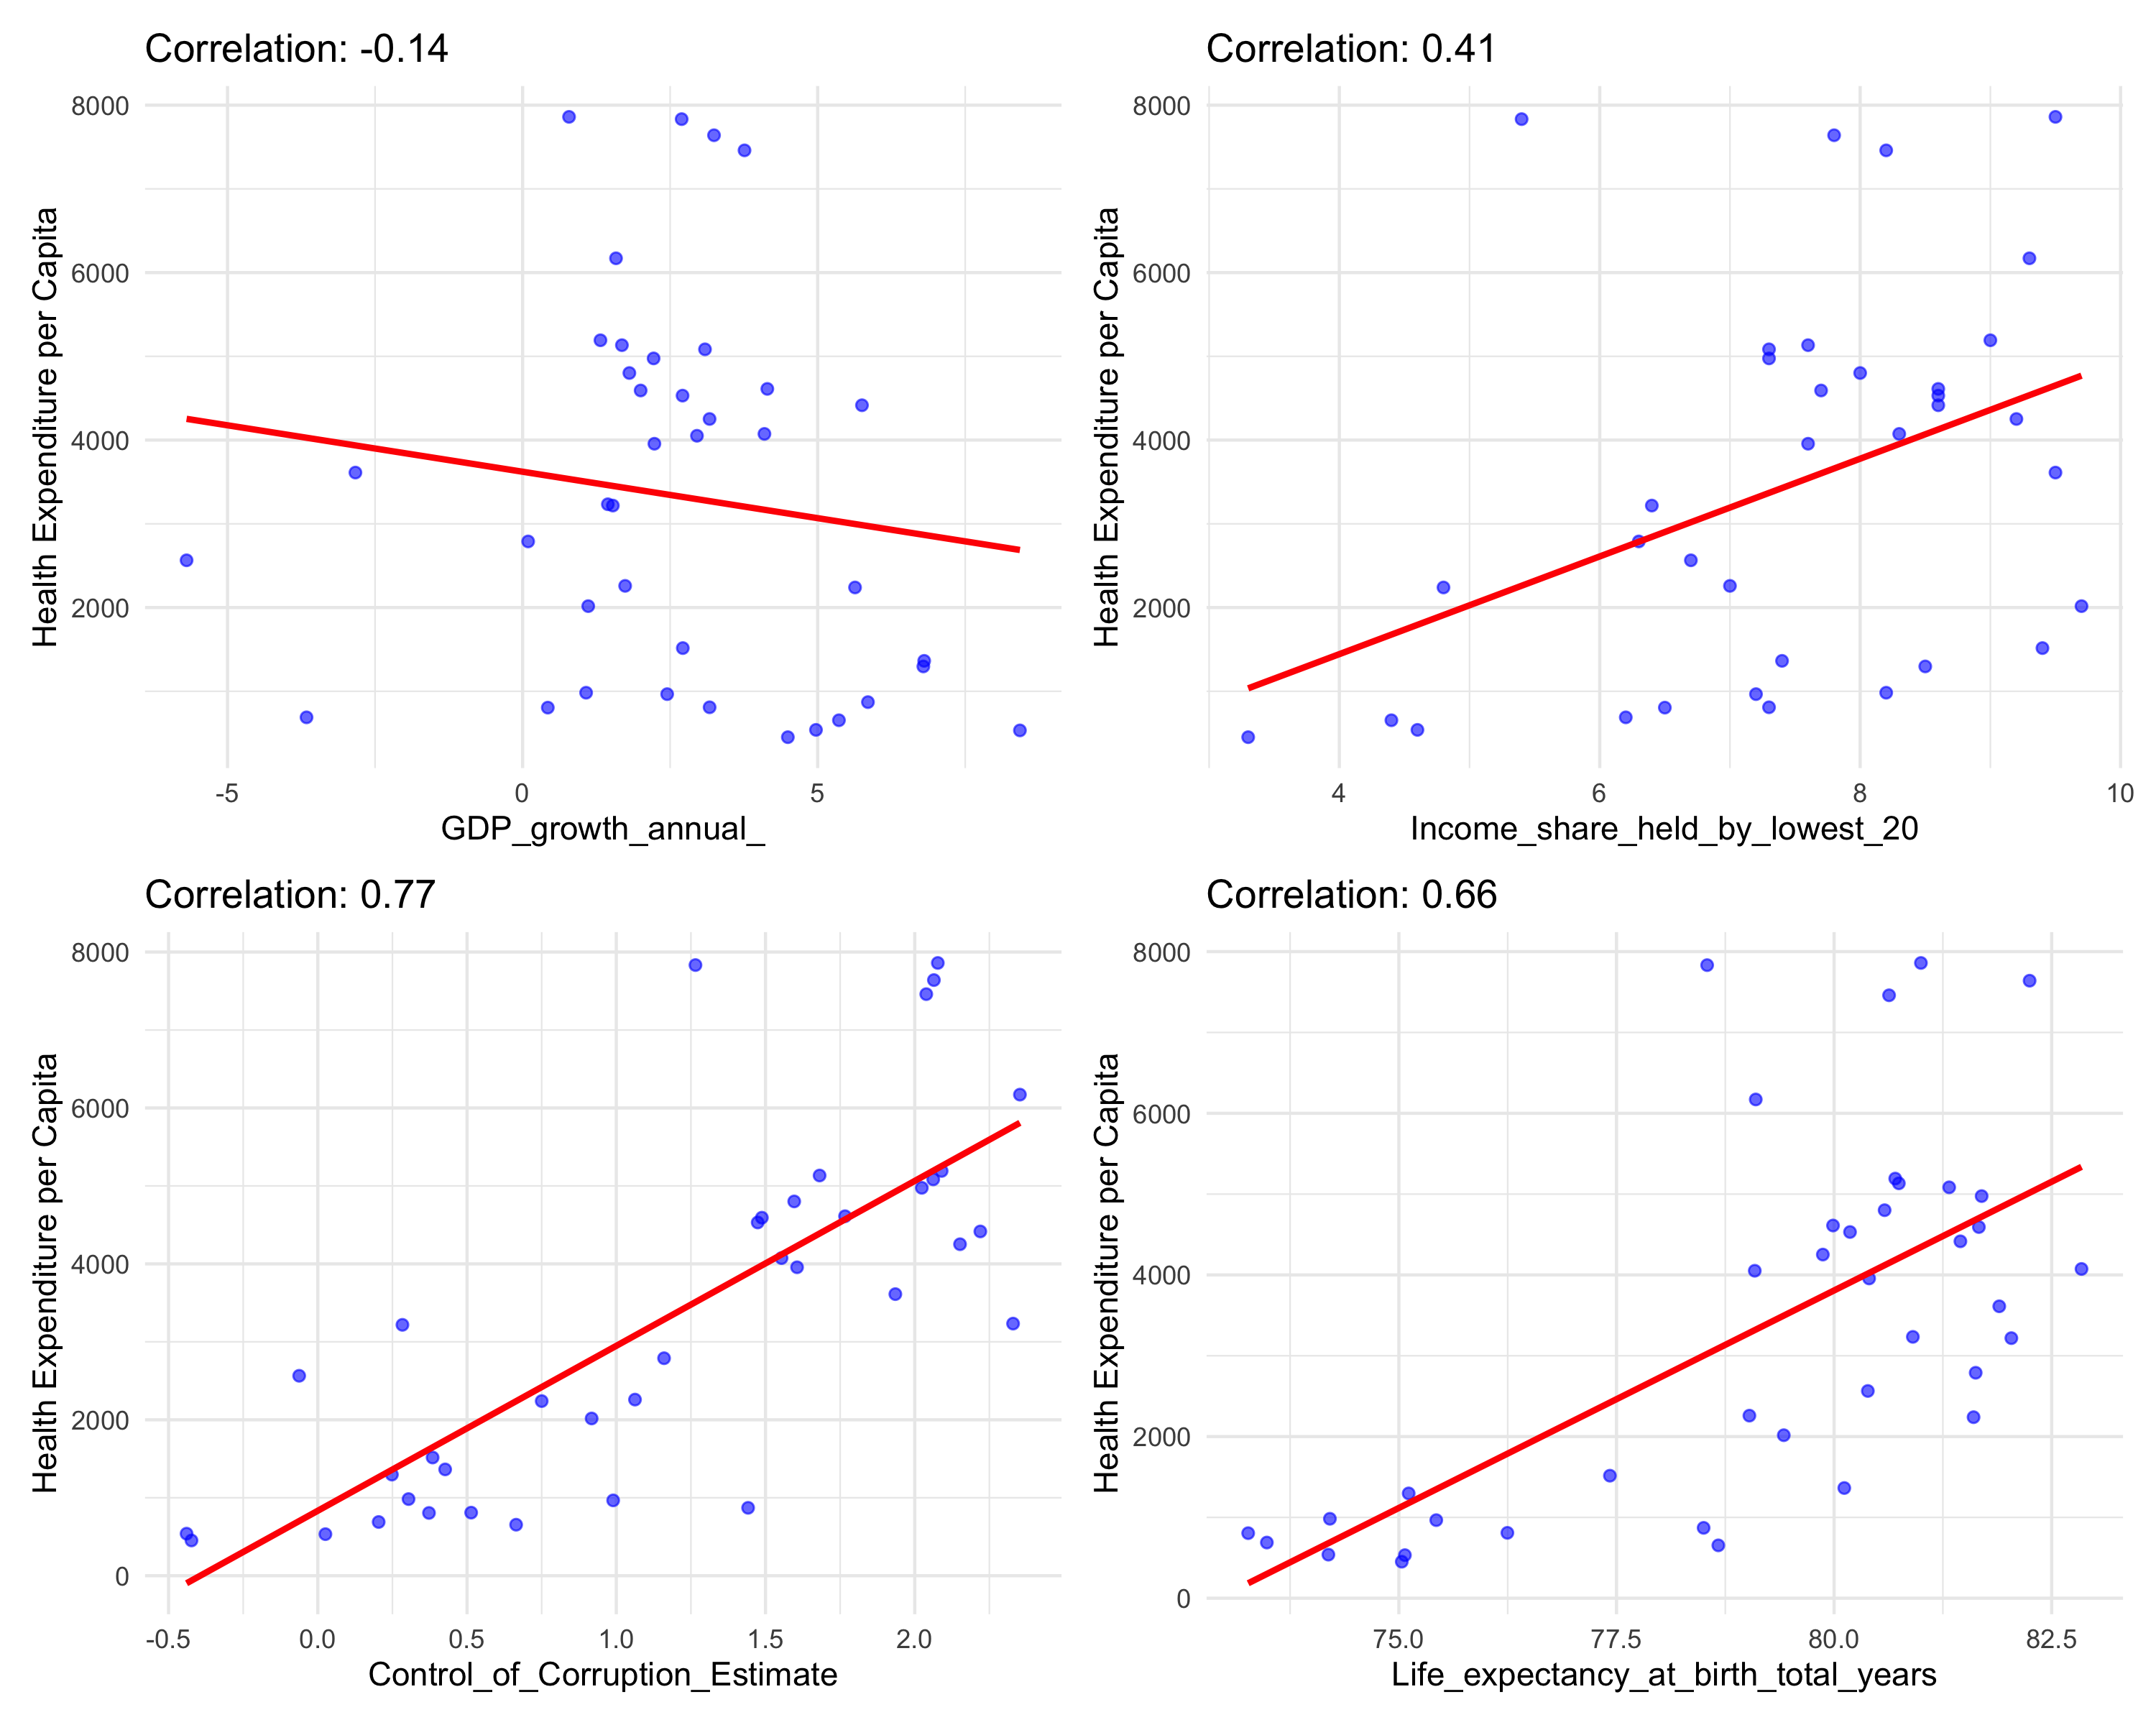 Correlation: -0.14
Health Expenditure per Capita
8000
6000
4000
2000
-5 0 5
GDP_growth_annual_
Correlation: 0.41
Health Expenditure per Capita
8000
6000
4000
2000
4 6 8 10
Income_share_held_by_lowest_20
Correlation: 0.77
Health Expenditure per Capita
8000
6000
4000
2000
0
-0.5 0.0 0.5 1.0 1.5 2.0
Control_of_Corruption_Estimate
Correlation: 0.66
Health Expenditure per Capita
8000
6000
4000
2000
0
75.0 77.5 80.0 82.5
Life_expectancy_at_birth_total_years